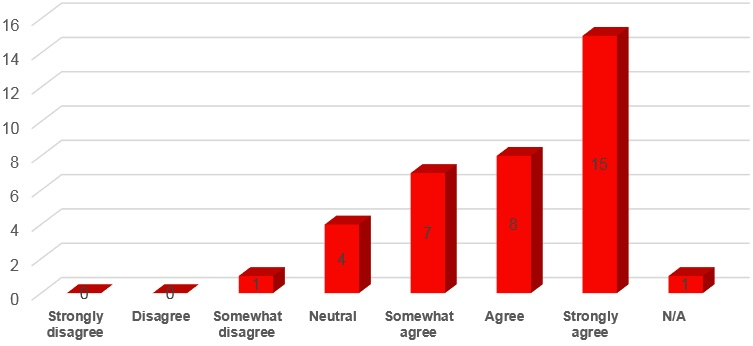 16
14
12
10
8
6
4
2
0
0
0
1
4
7
8
15
1
Strongly
disagree
Disagree
Somewhat
disagree
Neutral
Somewhat
agree
Agree
Strongly
agree
N/A